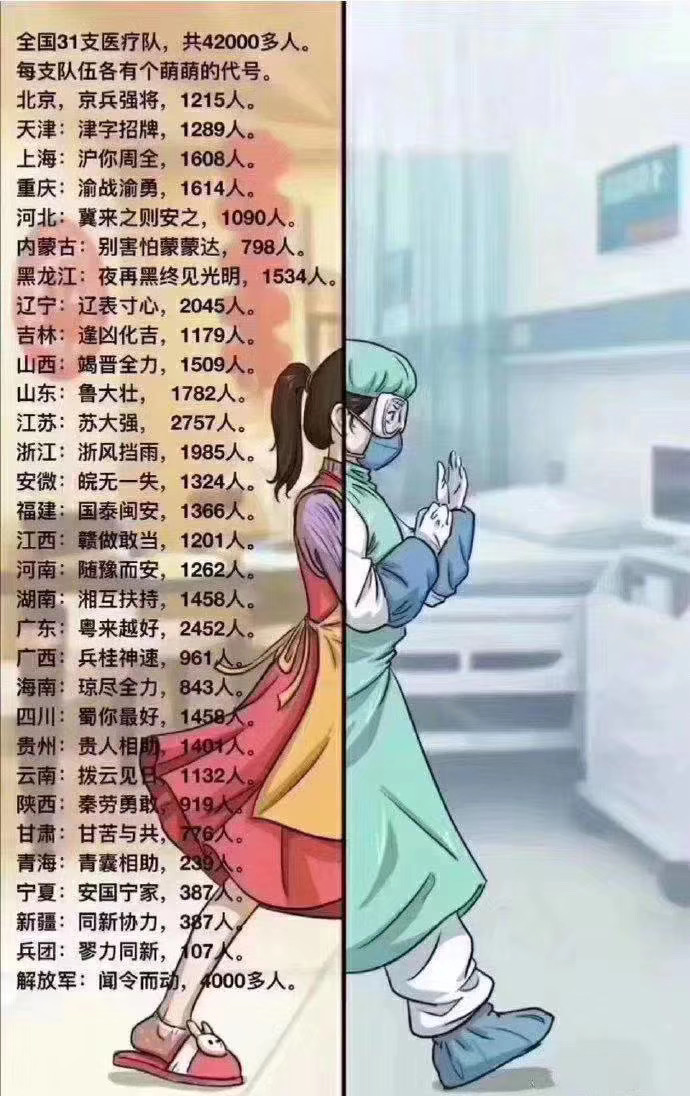 全国31支医疗队，共42000多人。
每支队伍各有个萌萌的代号。
北京，京兵强将，1215人。
天津：津字招牌，1289人。
上海：沪你周全，1608人。
重庆：渝战渝勇，1614人。
河北：冀来之则安之，1090人。
内蒙古：别害怕蒙蒙达，798人。
黑龙江：夜再黑终见光明，1534人。
辽宁：辽表寸心，2045人。
吉林：逢凶化吉，1179人。
山西：竭晋全力，1509人。
山东：鲁大壮， 1782人。
江苏：苏大强， 2757人。
浙江：浙风挡雨，1985人。
安微：皖无一失，1324人。
福建：国泰闽安，1366人。
江西：赣做敢当，1201人。
河南：随豫而安，1262人。
湖南：湘互扶持，1458人。
广东：粤来越好，2452人。
广西：兵桂神速，961人。
海南：琼尽全力，843人。
四川：蜀你最好，1458人。
贵州：贵人相助，1401人。
云南：拨云见日，1132人。
陕西：秦劳勇敢，919人。
甘肃：甘苦与共，776人。
青海：青囊相助，239人。
宁夏：安国宁家，387人。
新疆：同新协力，387人。
兵团：翏力同新，107人。
解放军：闻令而动，4000多人。